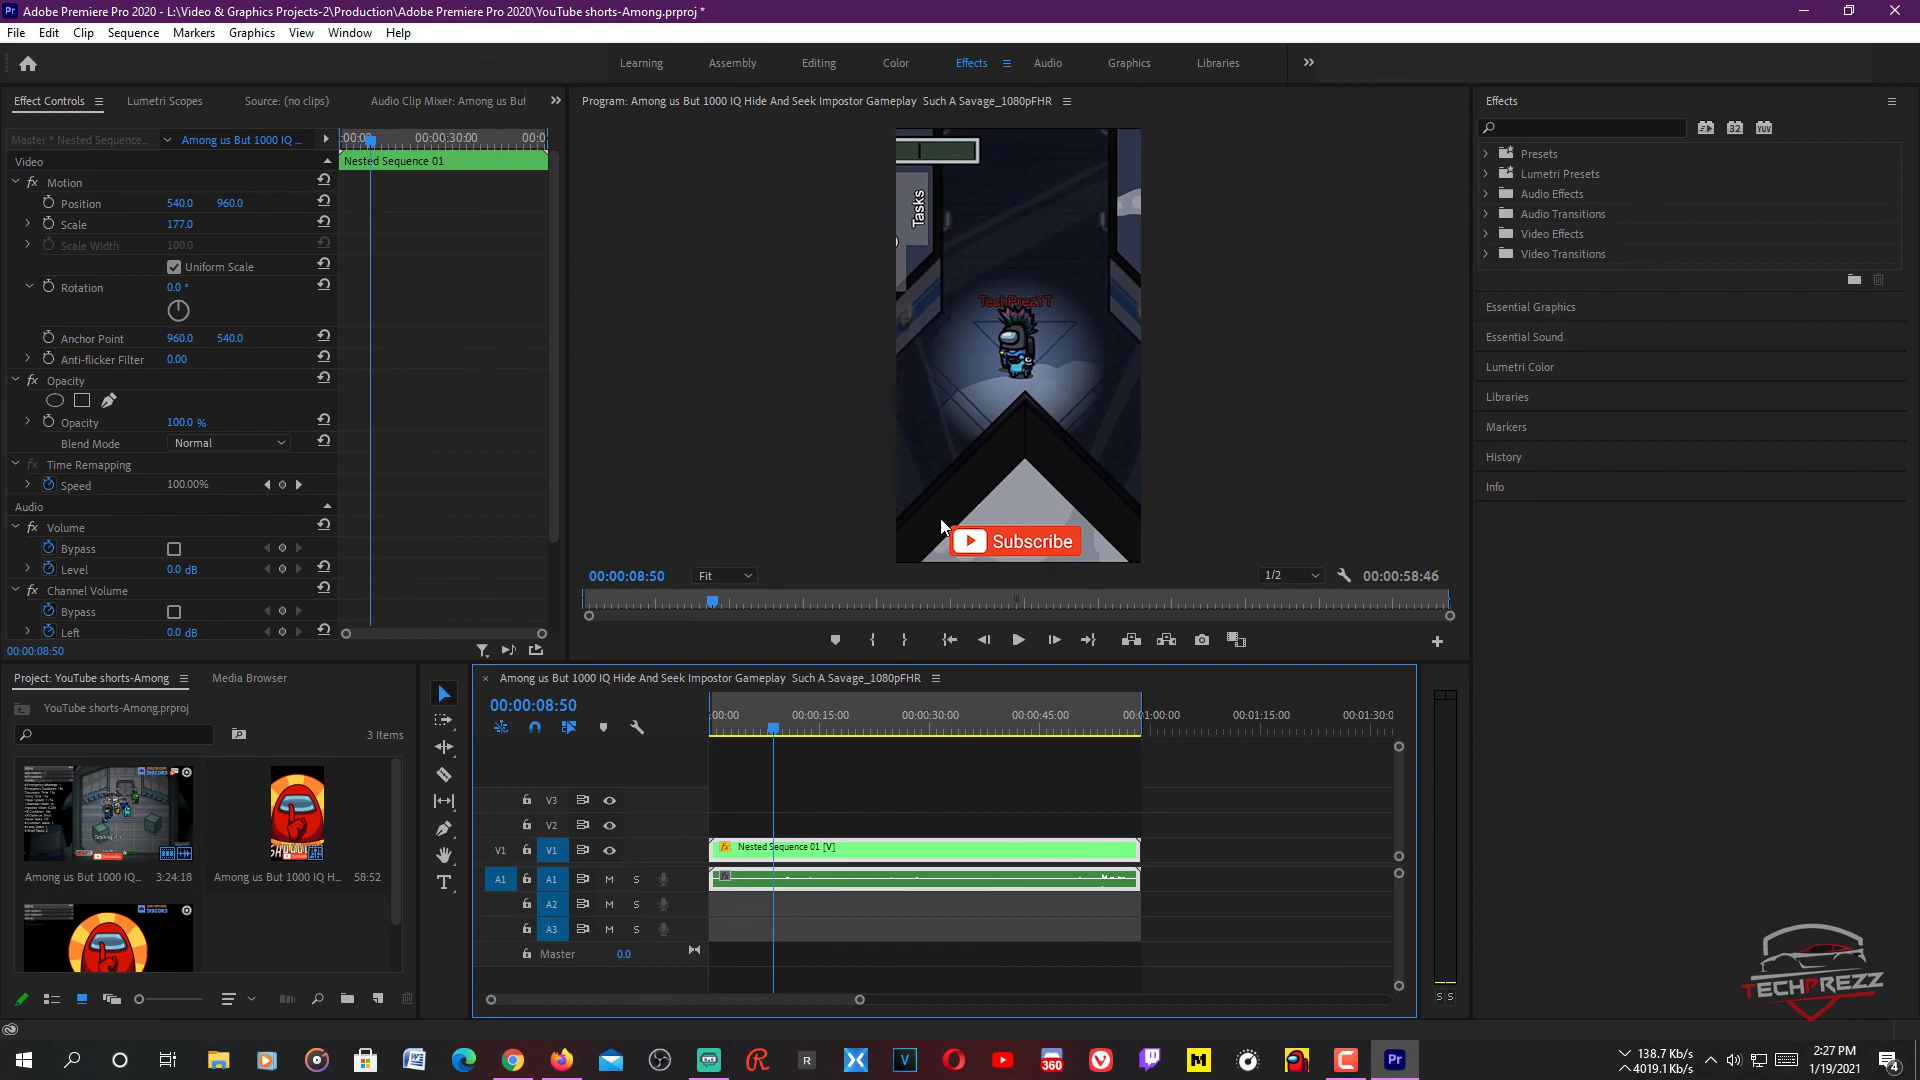 Adobe Premiere Pro 2020 - L:\Video & Graphics Projects-2\Production\Adobe Premiere Pro 2020\YouTube shorts-Among.prproj *
File Edit Clip Sequence Markers Graphics View Window Help
Learning Assembly Editing Color Effects Audio Graphics Libraries
Effect Controls Lumetri Scopes Source: (no clips) Audio Clip Mixer: Among us But
Program: Among us But 1000 IQ Hide And Seek Impostor Gameplay Such A Savage_1080pFHR
Effects
Master * Nested Sequence... Among us But 1000 IQ ...
:00:00 00:00:30:00 00:0
Video
Nested Sequence 01
Motion
Position 540.0 960.0
Scale 177.0
Scale Width 100.0
Uniform Scale
Rotation 0.0 °
Anchor Point 960.0 540.0
Anti-flicker Filter 0.00
Opacity
Opacity 100.0 %
Blend Mode Normal
Time Remapping
Speed 100.00%
Audio
Volume
Bypass
Level 0.0 dB
Channel Volume
Bypass
Left 0.0 dB
00:00:08:50
Tasks
TechPrezYT
Subscribe
00:00:08:50 Fit 1/2 00:00:58:46
32 YUV
Presets
Lumetri Presets
Audio Effects
Audio Transitions
Video Effects
Video Transitions
Essential Graphics
Essential Sound
Lumetri Color
Libraries
Markers
History
Info
Project: YouTube shorts-Among Media Browser
YouTube shorts-Among.prproj
3 Items
Among us But 1000 IQ... 3:24:18
Among us But 1000 IQ H... 58:52
Among us But 1000 IQ Hide And Seek Impostor Gameplay Such A Savage_1080pFHR
00:00:08:50
:00:00 00:00:15:00 00:00:30:00 00:00:45:00 00:01:00:00 00:01:15:00 00:01:30:0
V3
V2
V1 V1 Nested Sequence 01 [V]
A1 A1 M S
A2 M S
A3 M S
Master 0.0
S S
TECHPREZZ
138.7 Kb/s
4019.1 Kb/s
2:27 PM
1/19/2021
4